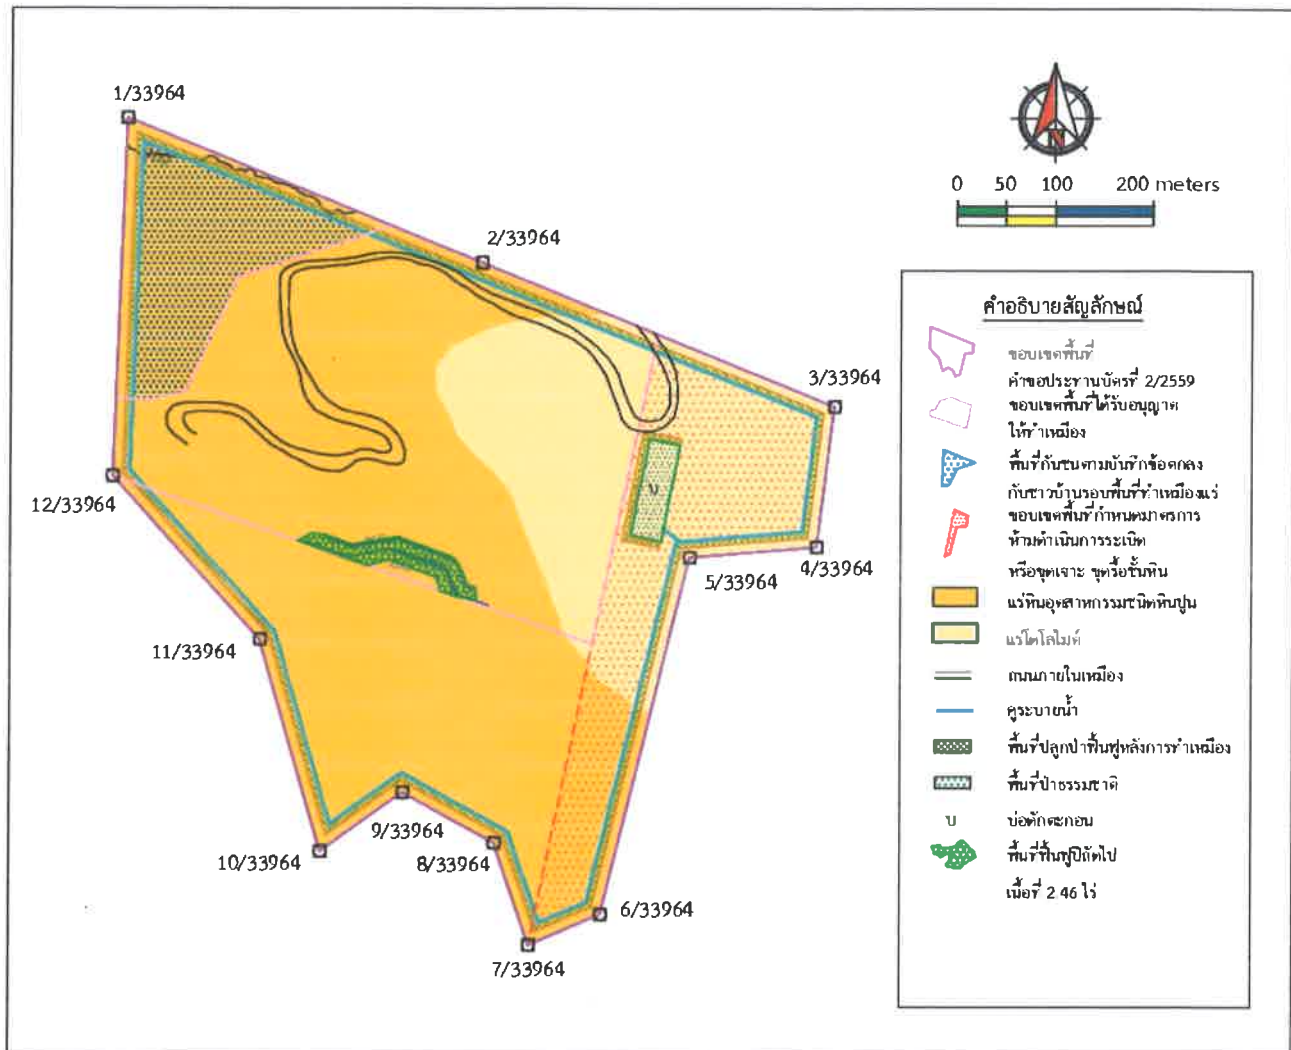 1/33964
2/33964
3/33964
4/33964
5/33964
6/33964
7/33964
8/33964
9/33964
10/33964
11/33964
12/33964
บ
N
0 50 100 200 meters
คำอธิบายสัญลักษณ์
ขอบเขตพื้นที่
คำขอประทานบัตรที่ 2/2559
ขอบเขตพื้นที่ได้รับอนุญาต
ให้ทำเหมือง
พื้นที่กันชนตามบันทึกข้อตกลง
กับชาวบ้านรอบพื้นที่ทำเหมืองแร่
ขอบเขตพื้นที่กำหนดมาตรการ
ห้ามดำเนินการระเบิด
หรือขุดเจาะ ขุดรื้อชั้นหิน
แร่หินอุตสาหกรรมชนิดหินปูน
แร่โดโลไมต์
ถนนภายในเหมือง
คูระบายน้ำ
พื้นที่ปลูกป่าฟื้นฟูหลังการทำเหมือง
พื้นที่ป่าธรรมชาติ
บ บ่อดักตะกอน
พื้นที่ฟื้นฟูปีถัดไป
เนื้อที่ 2.46 ไร่